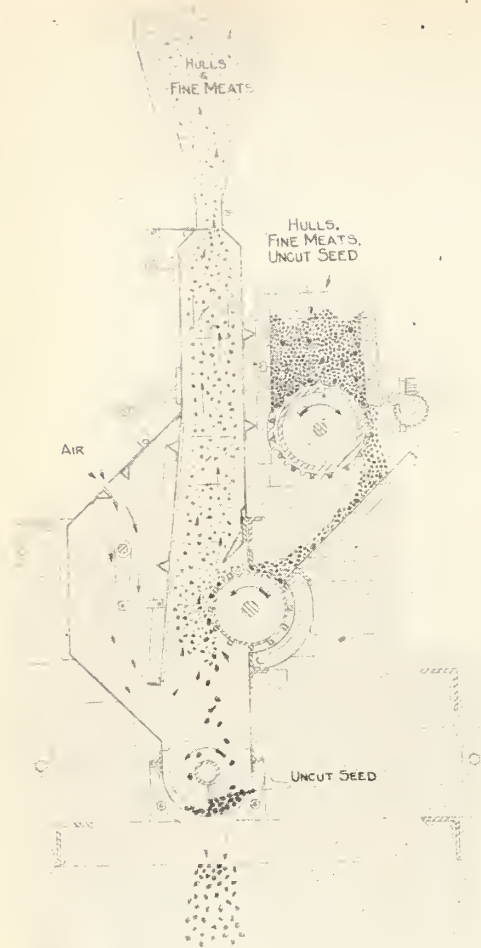 HULLS
&
FINE MEATS
HULLS,
FINE MEATS,
UNCUT SEED
AIR
UNCUT SEED